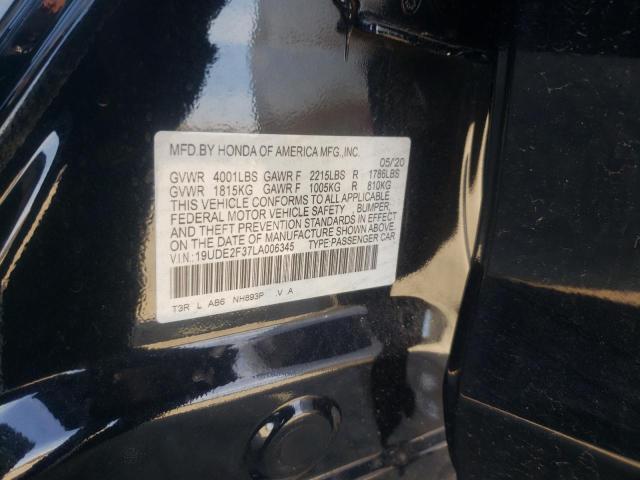 MFD.BY HONDA OF AMERICA MFG.,INC. 05/20
GVWR 4001LBS GAWR F 2215LBS R 1786LBS
GVWR 1815KG GAWR F 1005KG R 810KG
THIS VEHICLE CONFORMS TO ALL APPLICABLE
FEDERAL MOTOR VEHICLE SAFETY , BUMPER,
AND THEFT PREVENTION STANDARDS IN EFFECT
ON THE DATE OF MANUFACTURE SHOWN ABOVE.
VIN:19UDE2F37LA006345 TYPE:PASSENGER CAR
T3R L AB6 NH893P .V A